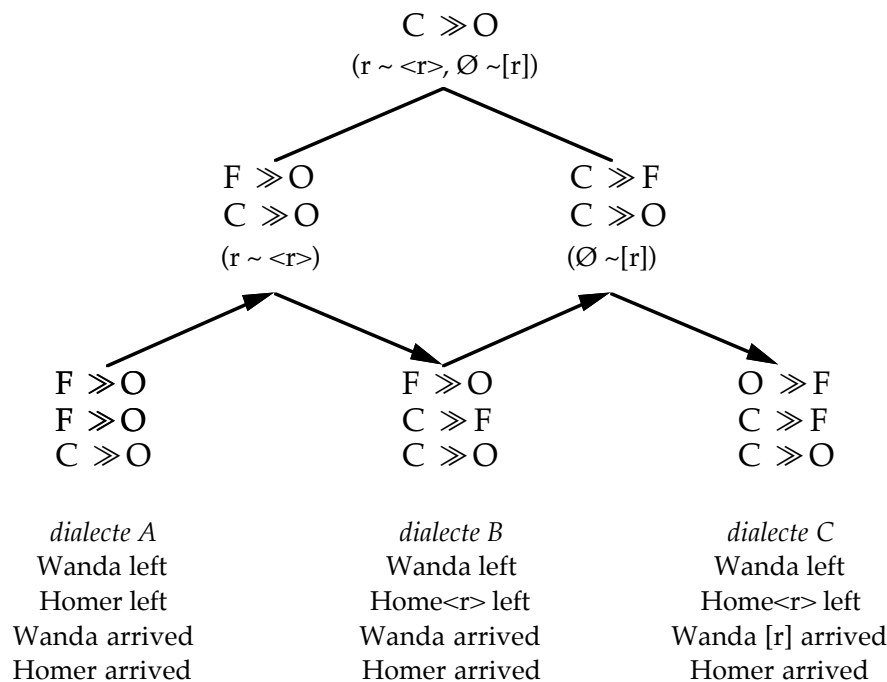 C ≫ O
(r ~ <r>, Ø ~[r])
F ≫ O C ≫ F
C ≫ O C ≫ O
(r ~ <r>) (Ø ~[r])
F ≫ O F ≫ O O ≫ F
F ≫ O C ≫ F C ≫ F
C ≫ O C ≫ O C ≫ O
dialecte A dialecte B dialecte C
Wanda left Wanda left Wanda left
Homer left Home<r> left Home<r> left
Wanda arrived Wanda arrived Wanda [r] arrived
Homer arrived Homer arrived Homer arrived